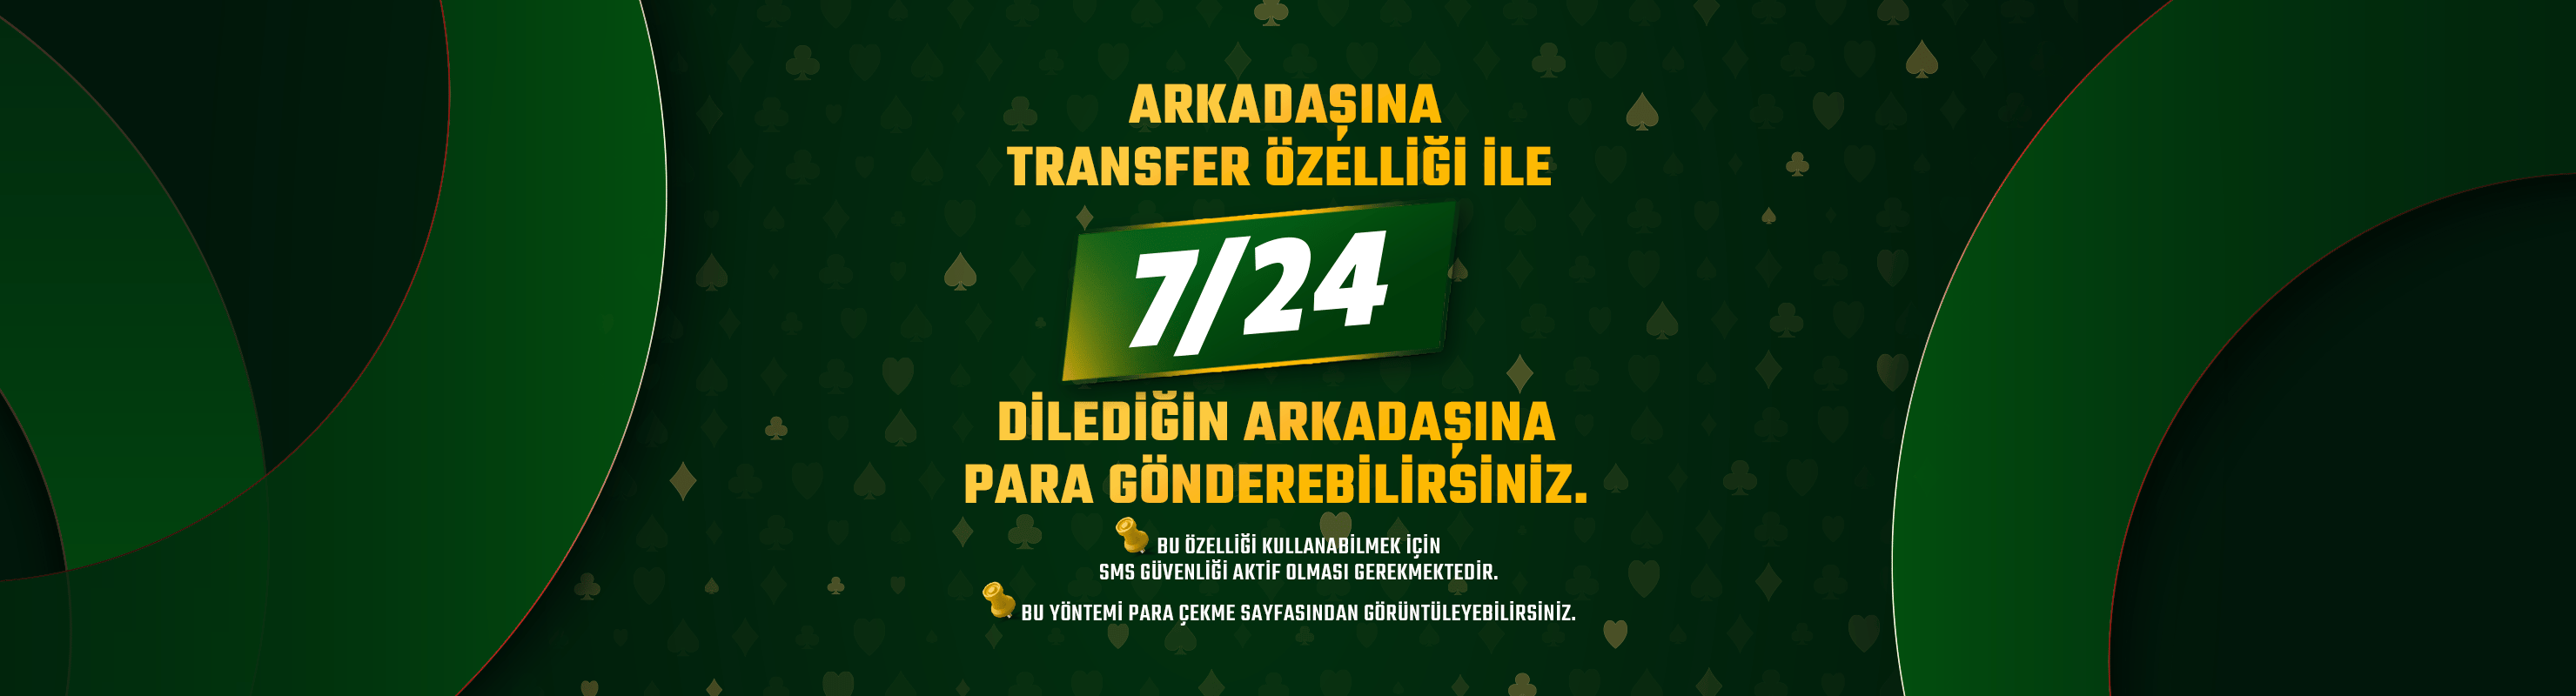 ARKADAŞINA
TRANSFER ÖZELLİĞİ İLE
7/24
DİLEDİĞİN ARKADAŞINA
PARA GÖNDEREBİLİRSİNİZ.
BU ÖZELLİĞİ KULLANABİLMEK İÇİN
SMS GÜVENLİĞİ AKTİF OLMASI GEREKMEKTEDİR.
BU YÖNTEMİ PARA ÇEKME SAYFASINDAN GÖRÜNTÜLEYEBİLİRSİNİZ.